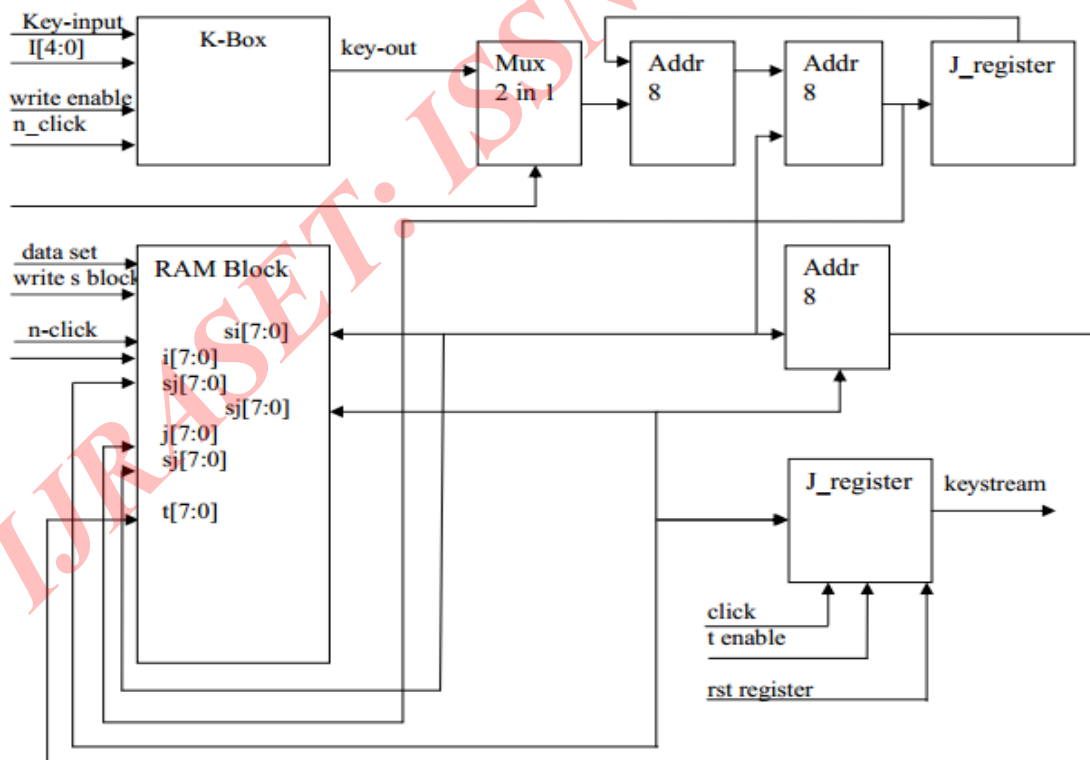 Key-input
I[4:0]
write enable
n_click
K-Box
key-out
Mux
2 in 1
Addr
8
Addr
8
J_register
data set
write s block
n-click
RAM Block
si[7:0]
i[7:0]
sj[7:0]
sj[7:0]
j[7:0]
sj[7:0]
t[7:0]
Addr
8
J_register
keystream
click
t enable
rst register
IJRASET: ISSN